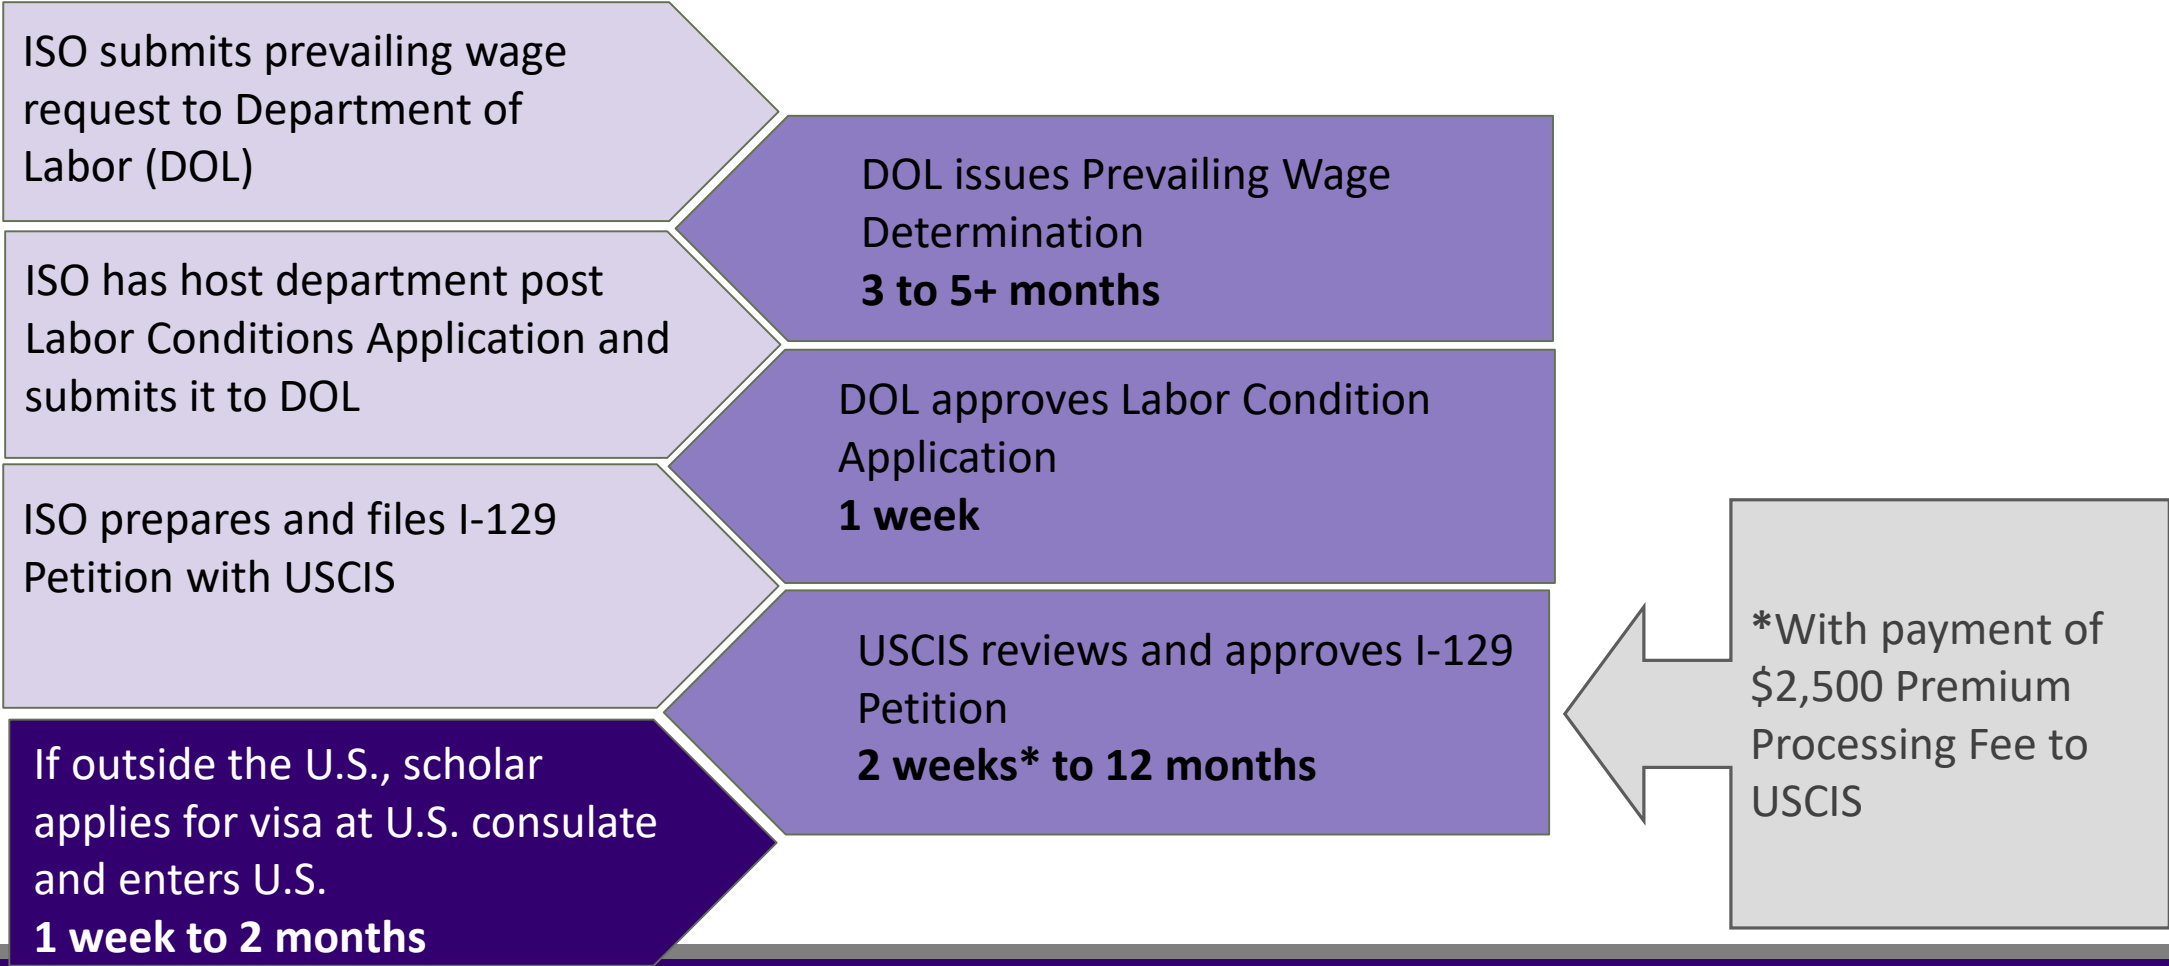 ISO submits prevailing wage
request to Department of
Labor (DOL)
DOL issues Prevailing Wage
Determination
3 to 5+ months
ISO has host department post
Labor Conditions Application and
submits it to DOL
DOL approves Labor Condition
Application
1 week
ISO prepares and files I-129
Petition with USCIS
USCIS reviews and approves I-129
Petition
2 weeks* to 12 months
*With payment of
$2,500 Premium
Processing Fee to
USCIS
If outside the U.S., scholar
applies for visa at U.S. consulate
and enters U.S.
1 week to 2 months